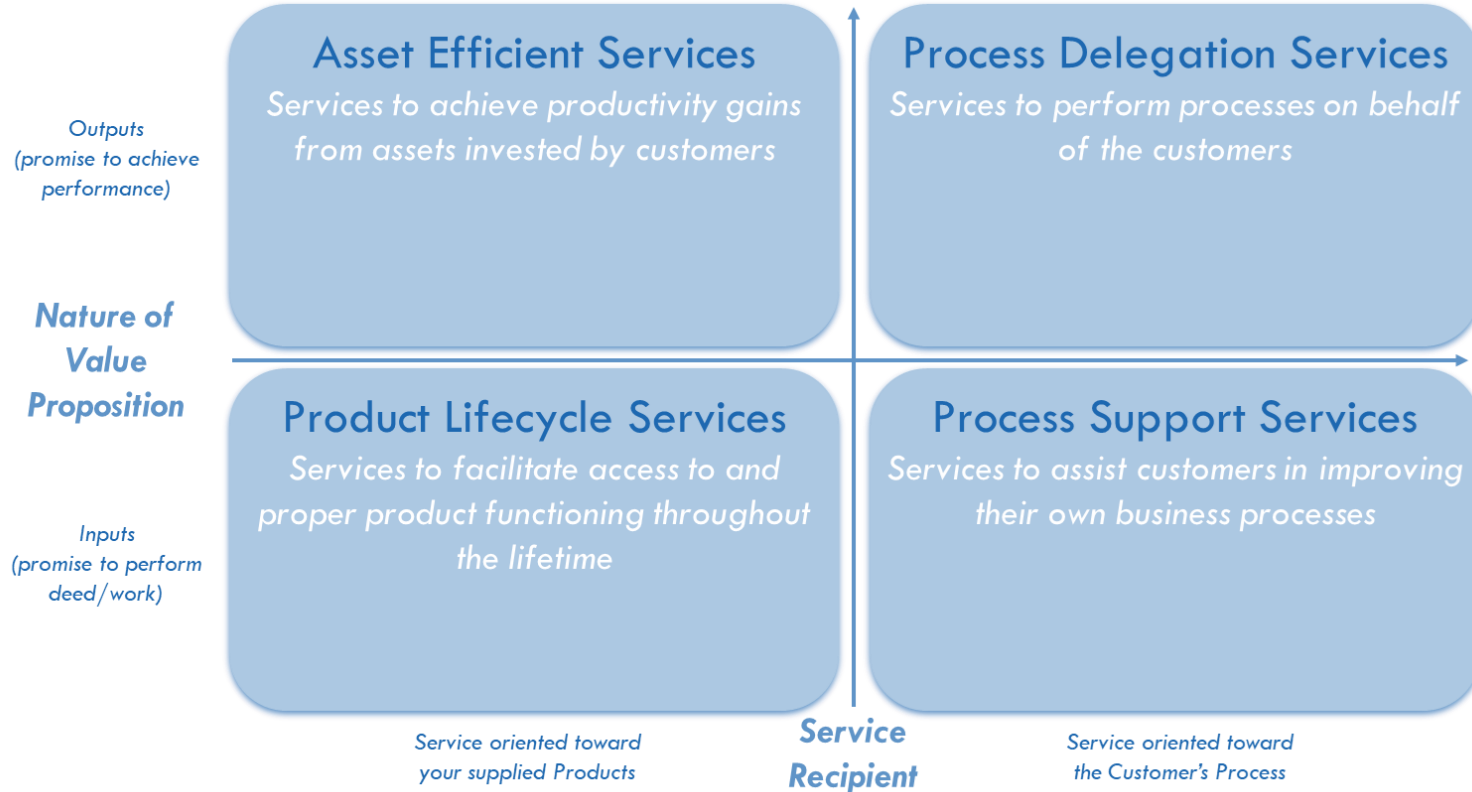 Asset Efficient Services
Services to achieve productivity gains
from assets invested by customers
Process Delegation Services
Services to perform processes on behalf
of the customers
Outputs
(promise to achieve
performance)
Nature of
Value
Proposition
Product Lifecycle Services
Services to facilitate access to and
proper product functioning throughout
the lifetime
Process Support Services
Services to assist customers in improving
their own business processes
Inputs
(promise to perform
deed/work)
Service oriented toward
your supplied Products
Service
Recipient
Service oriented toward
the Customer's Process